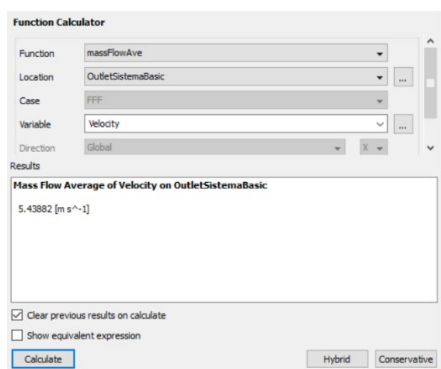 Function Calculator
Function massFlowAve
Location OutletSistemaBasic ...
Case FFF
Variable Velocity ...
Direction Global X
Results
Mass Flow Average of Velocity on OutletSistemaBasic
5.43882 [m s^-1]
Clear previous results on calculate
Show equivalent expression
Calculate Hybrid Conservative